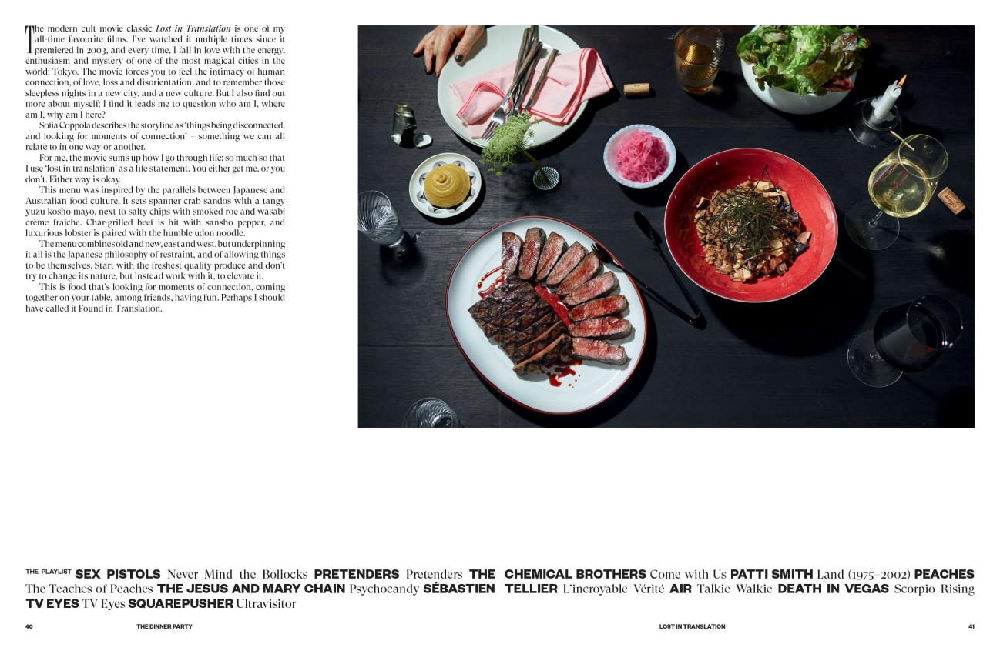 The modern cult movie classic Lost in Translation is one of my
all-time favourite films. I've watched it multiple times since it
premiered in 2003, and every time, I fall in love with the energy,
enthusiasm and mystery of one of the most magical cities in the
world: Tokyo. The movie forces you to feel the intimacy of human
connection, of love, loss and disorientation, and to remember those
sleepless nights in a new city, and a new culture. But I also find out
more about myself; I find it leads me to question who am I, where
am I, why am I here?
Sofia Coppola describes the storyline as 'things being disconnected,
and looking for moments of connection' – something we can all
relate to in one way or another.
For me, the movie sums up how I go through life; so much so that
I use 'lost in translation' as a life statement. You either get me, or you
don't. Either way is okay.
This menu was inspired by the parallels between Japanese and
Australian food culture. It sets spanner crab sandos with a tangy
yuzu kosho mayo, next to salty chips with smoked roe and wasabi
crème fraîche. Char-grilled beef is hit with sansho pepper, and
luxurious lobster is paired with the humble udon noodle.
The menu combines old and new, east and west, but underpinning
it all is the Japanese philosophy of restraint, and of allowing things
to be themselves. Start with the freshest quality produce and don't
try to change its nature, but instead work with it, to elevate it.
This is food that's looking for moments of connection, coming
together on your table, among friends, having fun. Perhaps I should
have called it Found in Translation.
THE PLAYLIST SEX PISTOLS Never Mind the Bollocks PRETENDERS Pretenders THE CHEMICAL BROTHERS Come with Us PATTI SMITH Land (1975–2002) PEACHES
The Teaches of Peaches THE JESUS AND MARY CHAIN Psychocandy SÉBASTIEN TELLIER L'incroyable Vérité AIR Talkie Walkie DEATH IN VEGAS Scorpio Rising
TV EYES TV Eyes SQUAREPUSHER Ultravisitor
40 THE DINNER PARTY LOST IN TRANSLATION 41